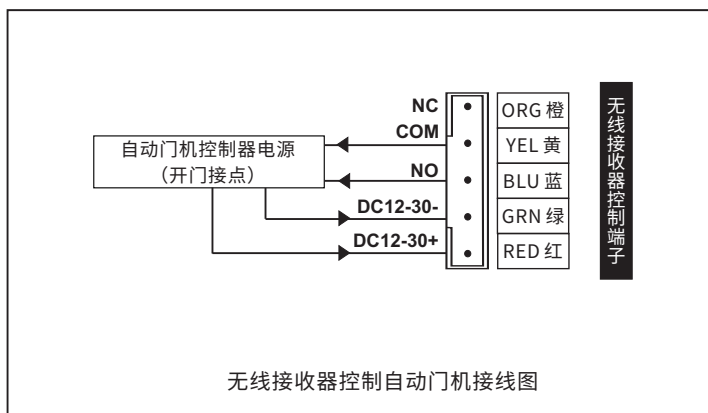 NC
ORG 橙
COM
YEL 黄
自动门机控制器电源
（开门接点）
NO
BLU 蓝
DC12-30-
GRN 绿
DC12-30+
RED 红
无线接收器控制端子
无线接收器控制自动门机接线图